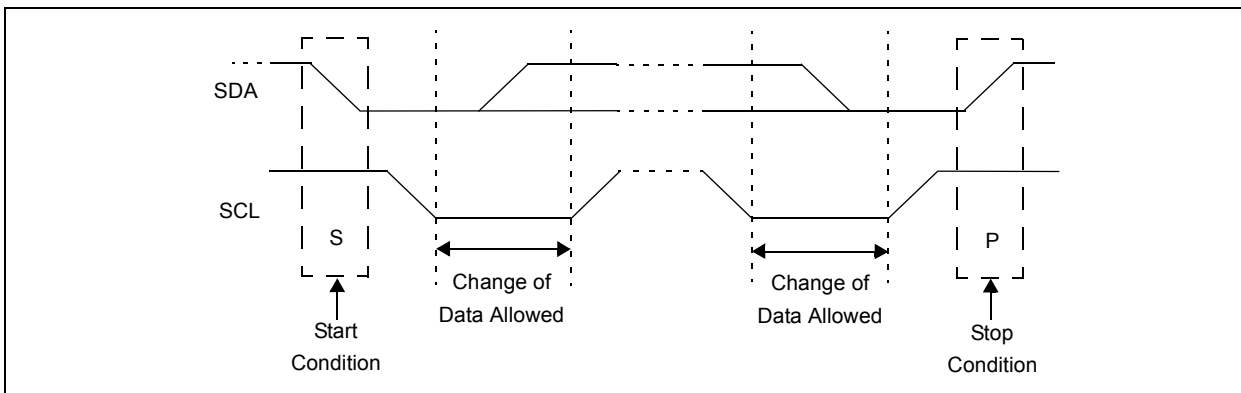 SDA
SCL
S
P
Change of
Data Allowed
Change of
Data Allowed
Start
Condition
Stop
Condition